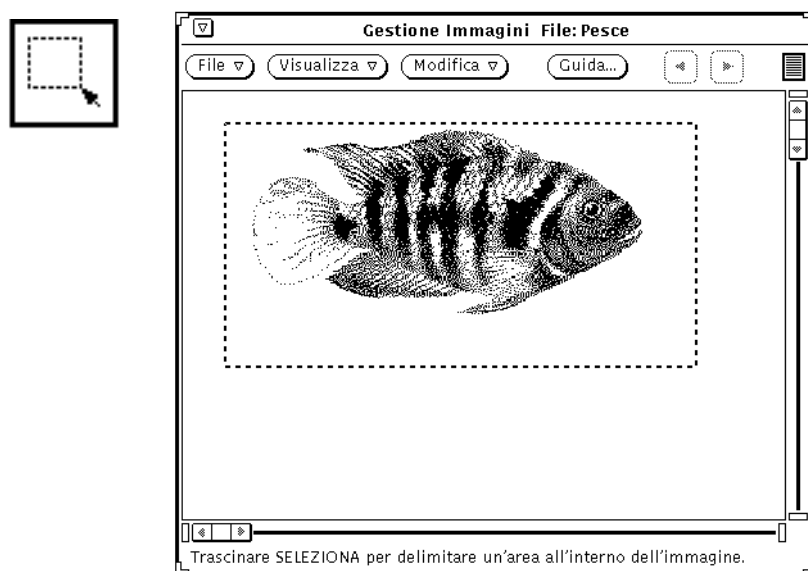 Gestione Immagini File: Pesce
File Visualizza Modifica Guida...
Trascinare SELEZIONA per delimitare un'area all'interno dell'immagine.